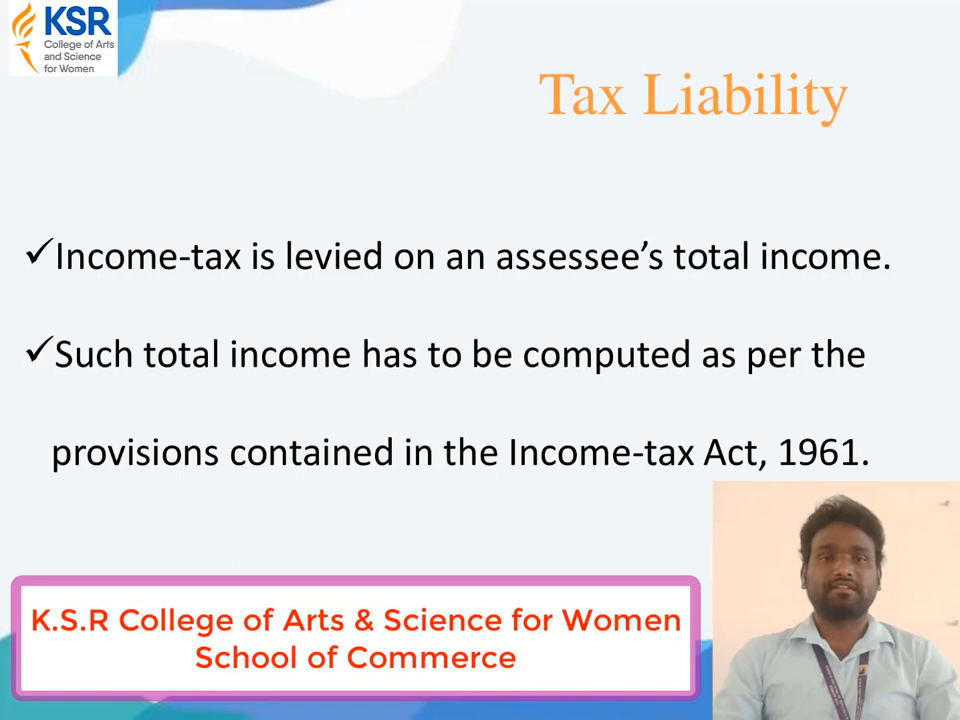 KSR
College of Arts
and Science
for Women
Tax Liability
✓Income-tax is levied on an assessee’s total income.
✓Such total income has to be computed as per the
provisions contained in the Income-tax Act, 1961.
K.S.R College of Arts & Science for Women
School of Commerce